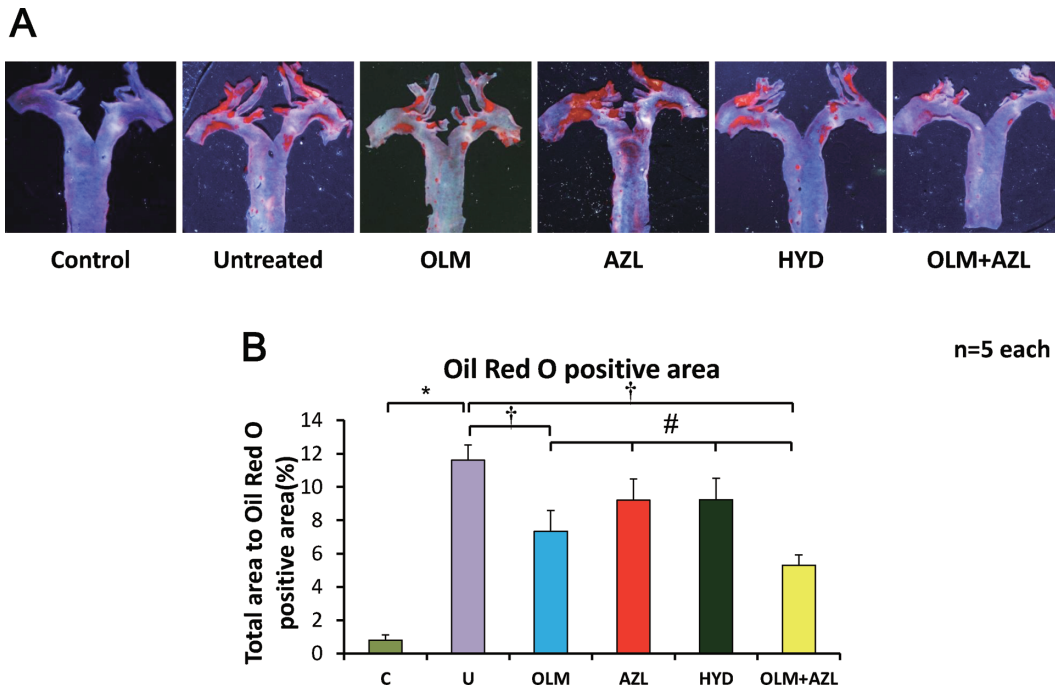 A
Control Untreated OLM AZL HYD OLM+AZL
B
n=5 each
Oil Red O positive area
* † † #
Total area to Oil Red O
positive area(%)
14
12
10
8
6
4
2
0
C U OLM AZL HYD OLM+AZL